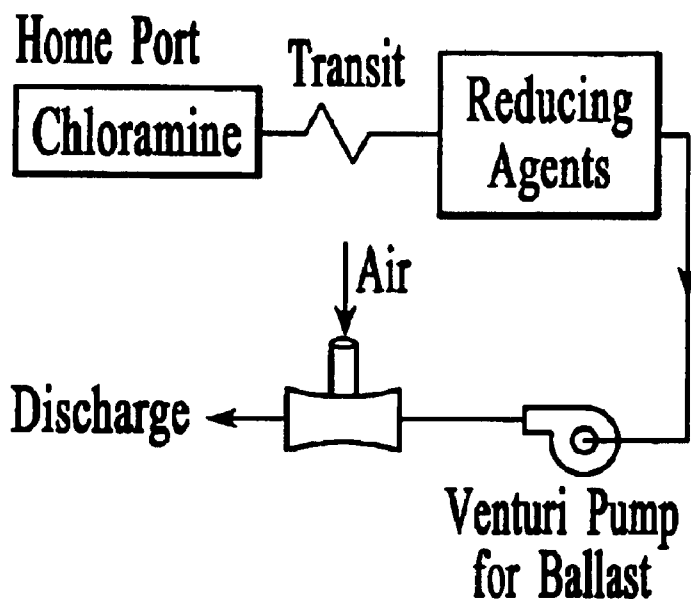 Home Port
Transit
Chloramine
Reducing
Agents
Air
Discharge
Venturi Pump
for Ballast